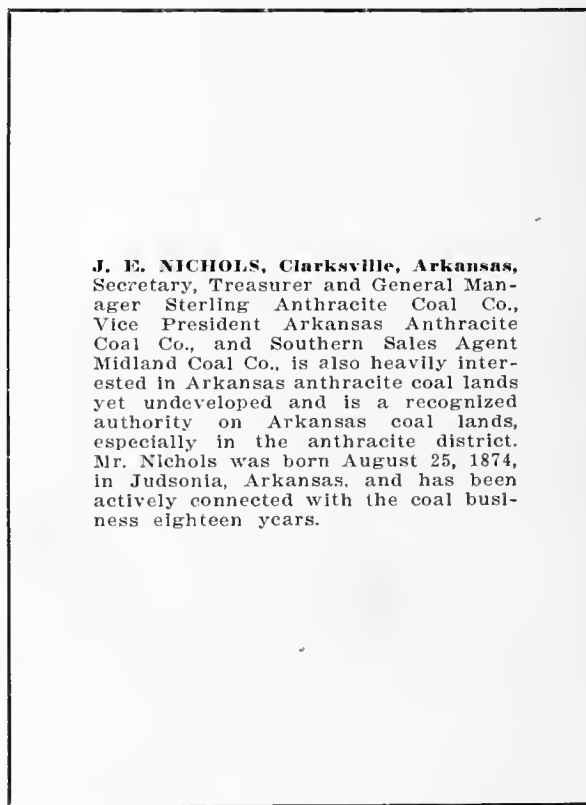 J. E. NICHOLS, Clarksville, Arkansas,
Secretary, Treasurer and General Man-
ager Sterling Anthracite Coal Co.,
Vice President Arkansas Anthracite
Coal Co., and Southern Sales Agent
Midland Coal Co., is also heavily inter-
ested in Arkansas anthracite coal lands
yet undeveloped and is a recognized
authority on Arkansas coal lands,
especially in the anthracite district.
Mr. Nichols was born August 25, 1874,
in Judsonia, Arkansas, and has been
actively connected with the coal busi-
ness eighteen years.